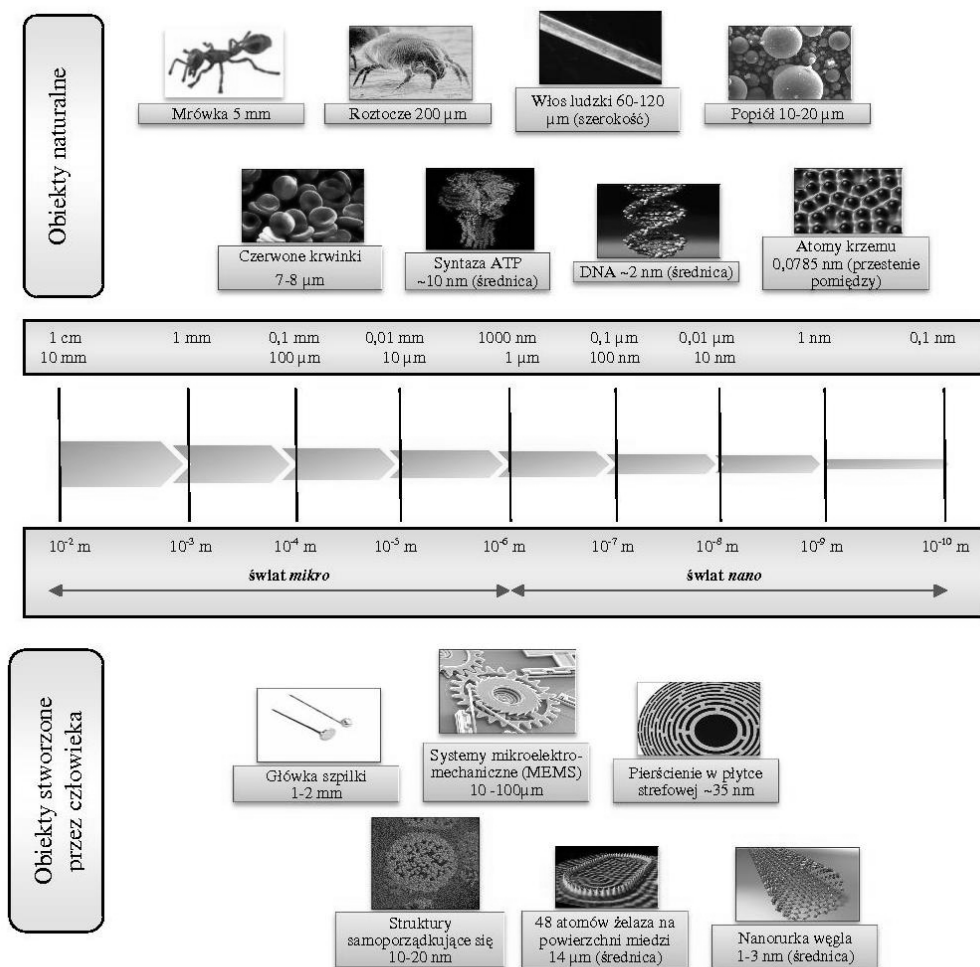 Obiekty naturalne
Mrówka 5 mm
Roztocze 200 µm
Włos ludzki 60-120
µm (szerokość)
Popiół 10-20 µm
Czerwone krwinki
7-8 µm
Syntaza ATP
~10 nm (średnica)
DNA ~2 nm (średnica)
Atomy krzemu
0,0785 nm (przestenie
pomiędzy)
1 cm
10 mm
1 mm
0,1 mm
100 µm
0,01 mm
10 µm
1000 nm
1 µm
0,1 µm
100 nm
0,01 µm
10 nm
1 nm
0,1 nm
10⁻² m
10⁻³ m
10⁻⁴ m
10⁻⁵ m
10⁻⁶ m
10⁻⁷ m
10⁻⁸ m
10⁻⁹ m
10⁻¹⁰ m
świat mikro
świat nano
Obiekty stworzone
przez człowieka
Główka szpilki
1-2 mm
Systemy mikroelektro-
mechaniczne (MEMS)
10 -100µm
Pierścienie w płytce
strefowej ~35 nm
Struktury
samoporządkujące się
10-20 nm
48 atomów żelaza na
powierzchni miedzi
14 µm (średnica)
Nanorurka węgla
1-3 nm (średnica)